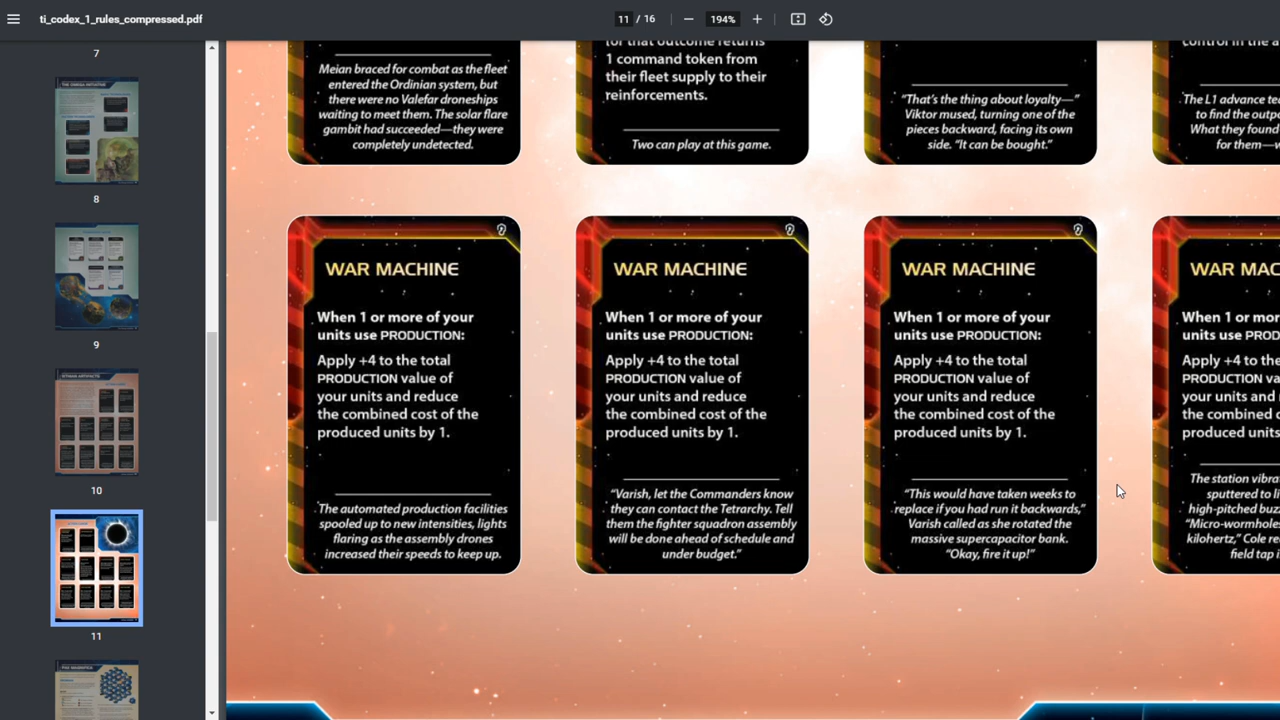 ti_codex_1_rules_compressed.pdf
11 / 16
194%
7
8
9
10
11
Meian braced for combat as the fleet
entered the Ordinian system, but
there were no Valefar droneships
waiting to meet them. The solar flare
gambit had succeeded—they were
completely undetected.
for that outcome returns
1 command token from
their fleet supply to their
reinforcements.
Two can play at this game.
“That’s the thing about loyalty—”
Viktor mused, turning one of the
pieces backward, facing its own
side. “It can be bought.”
control in the a
The L1 advance te
to find the outpo
What they found
for them—w
WAR MACHINE
When 1 or more of your
units use PRODUCTION:
Apply +4 to the total
PRODUCTION value of
your units and reduce
the combined cost of the
produced units by 1.
The automated production facilities
spooled up to new intensities, lights
flaring as the assembly drones
increased their speeds to keep up.
WAR MACHINE
When 1 or more of your
units use PRODUCTION:
Apply +4 to the total
PRODUCTION value of
your units and reduce
the combined cost of the
produced units by 1.
“Varish, let the Commanders know
they can contact the Tetrarchy. Tell
them the fighter squadron assembly
will be done ahead of schedule and
under budget.”
WAR MACHINE
When 1 or more of your
units use PRODUCTION:
Apply +4 to the total
PRODUCTION value of
your units and reduce
the combined cost of the
produced units by 1.
“This would have taken weeks to
replace if you had run it backwards,”
Varish called as she rotated the
massive supercapacitor bank.
“Okay, fire it up!”
WAR MAC
When 1 or mor
units use PROD
Apply +4 to the
PRODUCTION va
your units and
the combined c
produced units
The station vibra
sputtered to li
high-pitched buz
“Micro-wormhole
kilohertz,” Cole re
field tap i